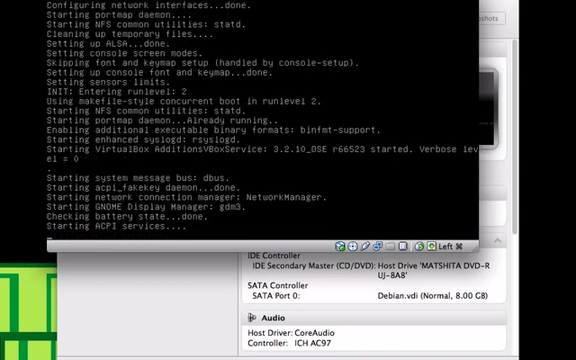 Configuring network interfaces...done.
Starting portmap daemon....
Starting NFS common utilities: statd.
Cleaning up temporary files....
Setting up ALSA...done.
Setting console screen modes.
Skipping font and keymap setup (handled by console-setup).
Setting up console font and keymap...done.
Setting sensors limits.
INIT: Entering runlevel: 2
Using makefile-style concurrent boot in runlevel 2.
Starting NFS common utilities: statd.
Starting portmap daemon...Already running..
Enabling additional executable binary formats: binfmt-support.
Starting enhanced syslogd: rsyslogd.
Starting VirtualBox AdditionsVBoxService: 3.2.10_OSE r66523 started. Verbose lev
el = 0
.
Starting system message bus: dbus.
Starting acpi_fakekey daemon...done.
Starting network connection manager: NetworkManager.
Starting GNOME Display Manager: gdm3.
Checking battery state...done.
Starting ACPI services....
Left ⌘
IDE Controller
IDE Secondary Master (CD/DVD): Host Drive 'MATSHITA DVD-R
UJ-8A8'
SATA Controller
SATA Port 0: Debian.vdi (Normal, 8.00 GB)
Audio
Host Driver: CoreAudio
Controller: ICH AC97